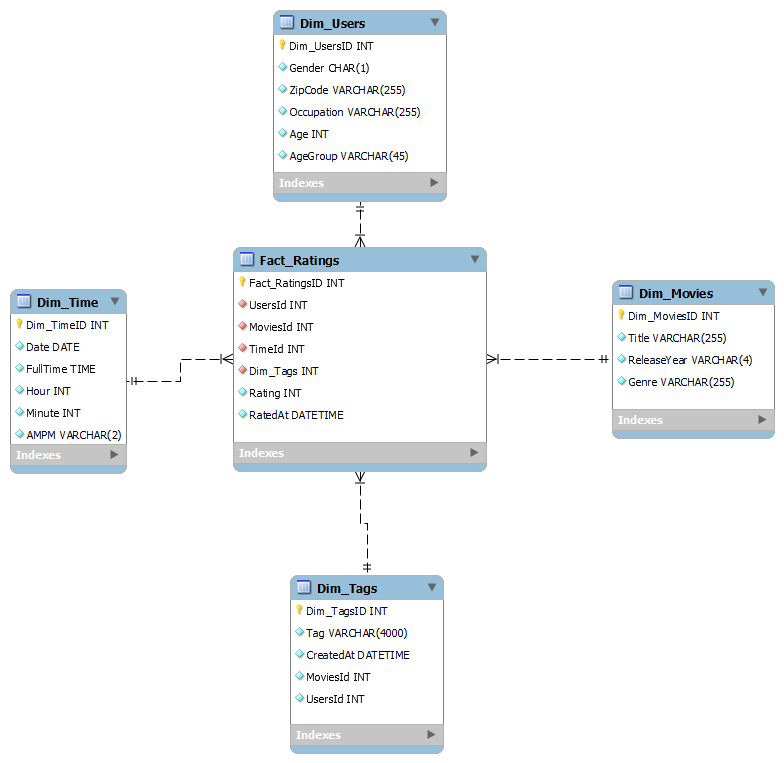 Dim_Users
Dim_UsersID INT
Gender CHAR(1)
ZipCode VARCHAR(255)
Occupation VARCHAR(255)
Age INT
AgeGroup VARCHAR(45)
Indexes
Fact_Ratings
Fact_RatingsID INT
UsersId INT
MoviesId INT
TimeId INT
Dim_Tags INT
Rating INT
RatedAt DATETIME
Indexes
Dim_Time
Dim_TimeID INT
Date DATE
FullTime TIME
Hour INT
Minute INT
AMPM VARCHAR(2)
Indexes
Dim_Movies
Dim_MoviesID INT
Title VARCHAR(255)
ReleaseYear VARCHAR(4)
Genre VARCHAR(255)
Indexes
Dim_Tags
Dim_TagsID INT
Tag VARCHAR(4000)
CreatedAt DATETIME
MoviesId INT
UsersId INT
Indexes